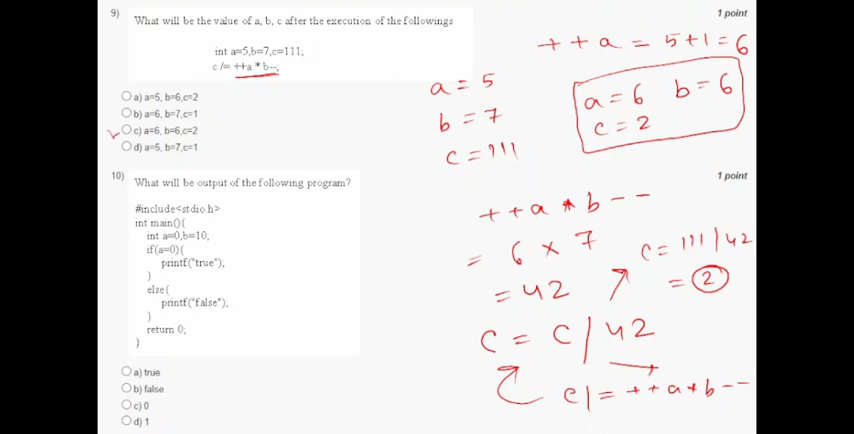 9)
What will be the value of a, b, c after the execution of the followings
1 point
int a=5,b=7,c=111;
c /= ++a * b--;
a) a=5, b=6,c=2
b) a=6, b=7,c=1
c) a=6, b=6,c=2
d) a=5, b=7,c=1
++a = 5+1=6
a = 5
b = 7
c = 111
a = 6 b = 6
c = 2
10)
What will be output of the following program?
1 point
#include<stdio.h>
int main(){
int a=0,b=10;
if(a=0){
printf("true");
}
else{
printf("false");
}
return 0;
}
a) true
b) false
c) 0
d) 1
++a * b--
= 6 × 7
= 42
c = 111/42
= 2
c = c / 42
c/= ++a*b--